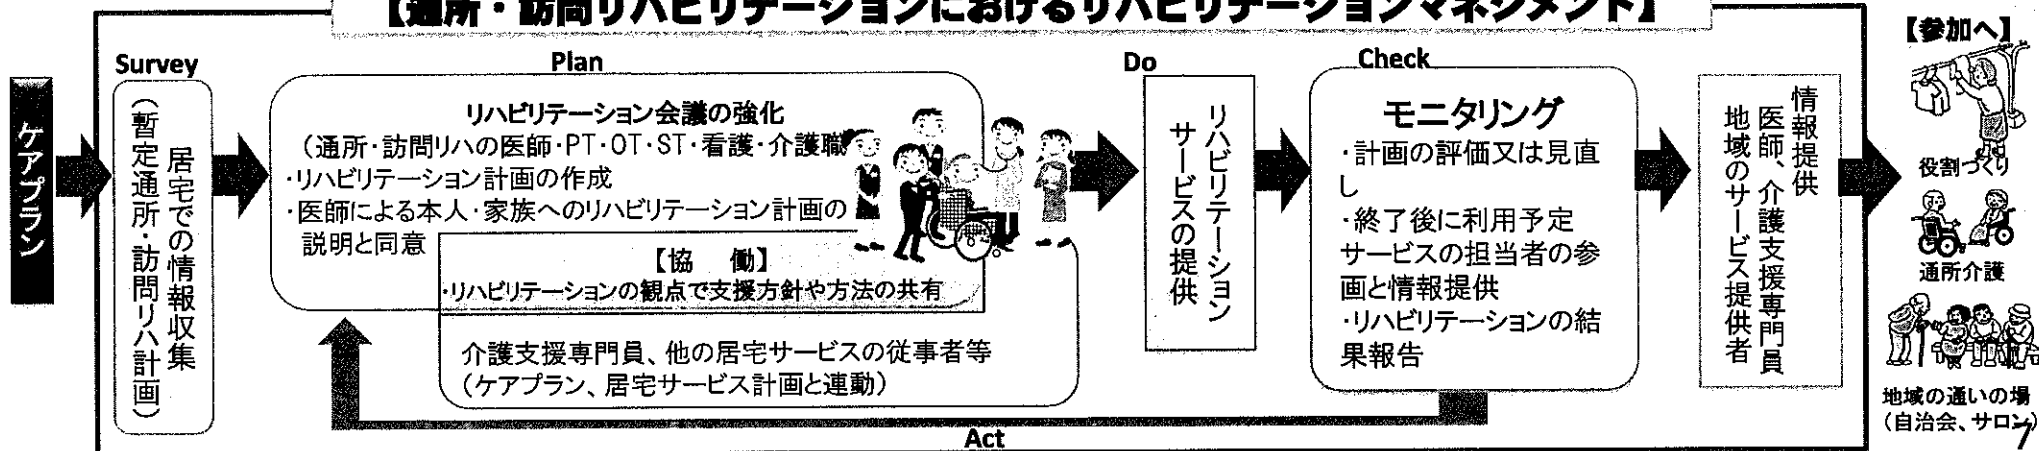 【通所・訪問リハビリテーションにおけるリハビリテーションマネジメント】
ケアプラン
Survey
居宅での情報収集
（暫定通所・訪問リハ計画）
Plan
リハビリテーション会議の強化
（通所・訪問リハの医師・PT・OT・ST・看護・介護職
・リハビリテーション計画の作成
・医師による本人・家族へのリハビリテーション計画の
説明と同意
【協　働】
・リハビリテーションの観点で支援方針や方法の共有
介護支援専門員、他の居宅サービスの従事者等
（ケアプラン、居宅サービス計画と連動）
Do
リハビリテーション
サービスの提供
Check
モニタリング
・計画の評価又は見直
し
・終了後に利用予定
サービスの担当者の参
画と情報提供
・リハビリテーションの結
果報告
Act
情報提供
医師、介護支援専門員
地域のサービス提供者
【参加へ】
役割づくり
通所介護
地域の通いの場
（自治会、サロン）
7